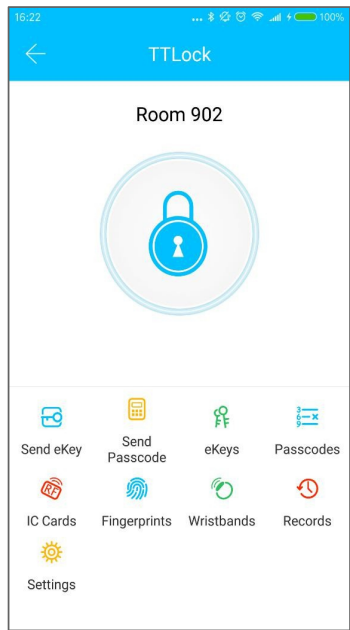 16:22 ... 100%
TTLock
Room 902
Send eKey
Send
Passcode
eKeys
Passcodes
IC Cards
Fingerprints
Wristbands
Records
Settings